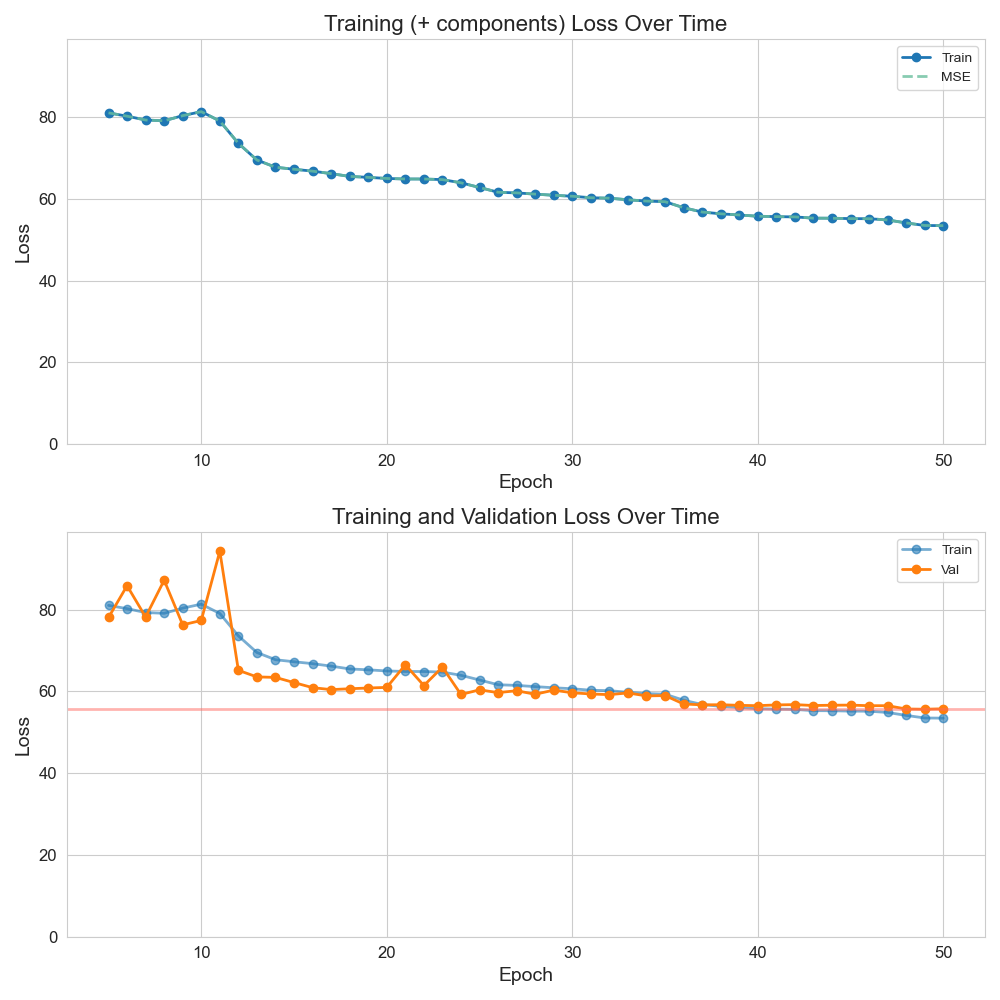 Training (+ components) Loss Over Time
Train
MSE
80
60
40
20
0
Loss
10 20 30 40 50
Epoch
Training and Validation Loss Over Time
Train
Val
80
60
40
20
0
Loss
10 20 30 40 50
Epoch